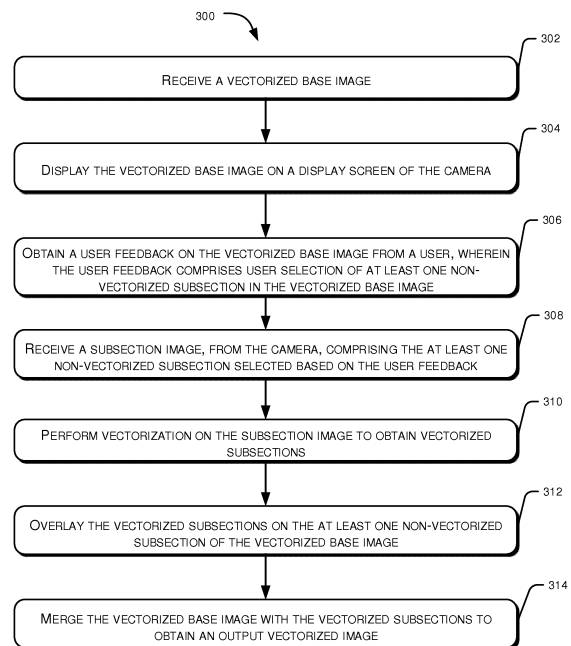 300
302
RECEIVE A VECTORIZED BASE IMAGE
304
DISPLAY THE VECTORIZED BASE IMAGE ON A DISPLAY SCREEN OF THE CAMERA
306
OBTAIN A USER FEEDBACK ON THE VECTORIZED BASE IMAGE FROM A USER, WHEREIN
THE USER FEEDBACK COMPRISES USER SELECTION OF AT LEAST ONE NON-
VECTORIZED SUBSECTION IN THE VECTORIZED BASE IMAGE
308
RECEIVE A SUBSECTION IMAGE, FROM THE CAMERA, COMPRISING THE AT LEAST ONE
NON-VECTORIZED SUBSECTION SELECTED BASED ON THE USER FEEDBACK
310
PERFORM VECTORIZATION ON THE SUBSECTION IMAGE TO OBTAIN VECTORIZED
SUBSECTIONS
312
OVERLAY THE VECTORIZED SUBSECTIONS ON THE AT LEAST ONE NON-VECTORIZED
SUBSECTION OF THE VECTORIZED BASE IMAGE
314
MERGE THE VECTORIZED BASE IMAGE WITH THE VECTORIZED SUBSECTIONS TO
OBTAIN AN OUTPUT VECTORIZED IMAGE